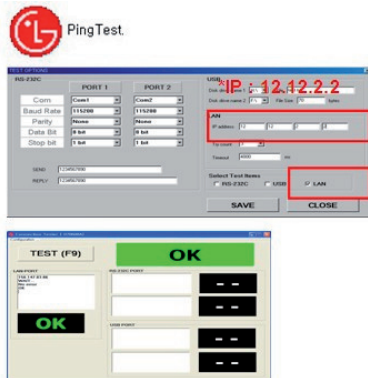 PingTest.
TEST OPTIONS
RS-232C
USB
*IP : 12.12.2.2
PORT 1 PORT 2
Com Com1 Com2
Baud Rate 115200 115200
Parity None None
Data Bit 8 bit 8 bit
Stop bit 1 bit 1 bit
SEND 1234567890
REPLY 1234567890
LAN
IP address 12 12 2 2
Timeout
Select Test Items
RS-232C USB LAN
SAVE CLOSE
TEST (F9)
OK
LAN PORT
RS-232C PORT
OK
-- 
--
USB PORT
--
--